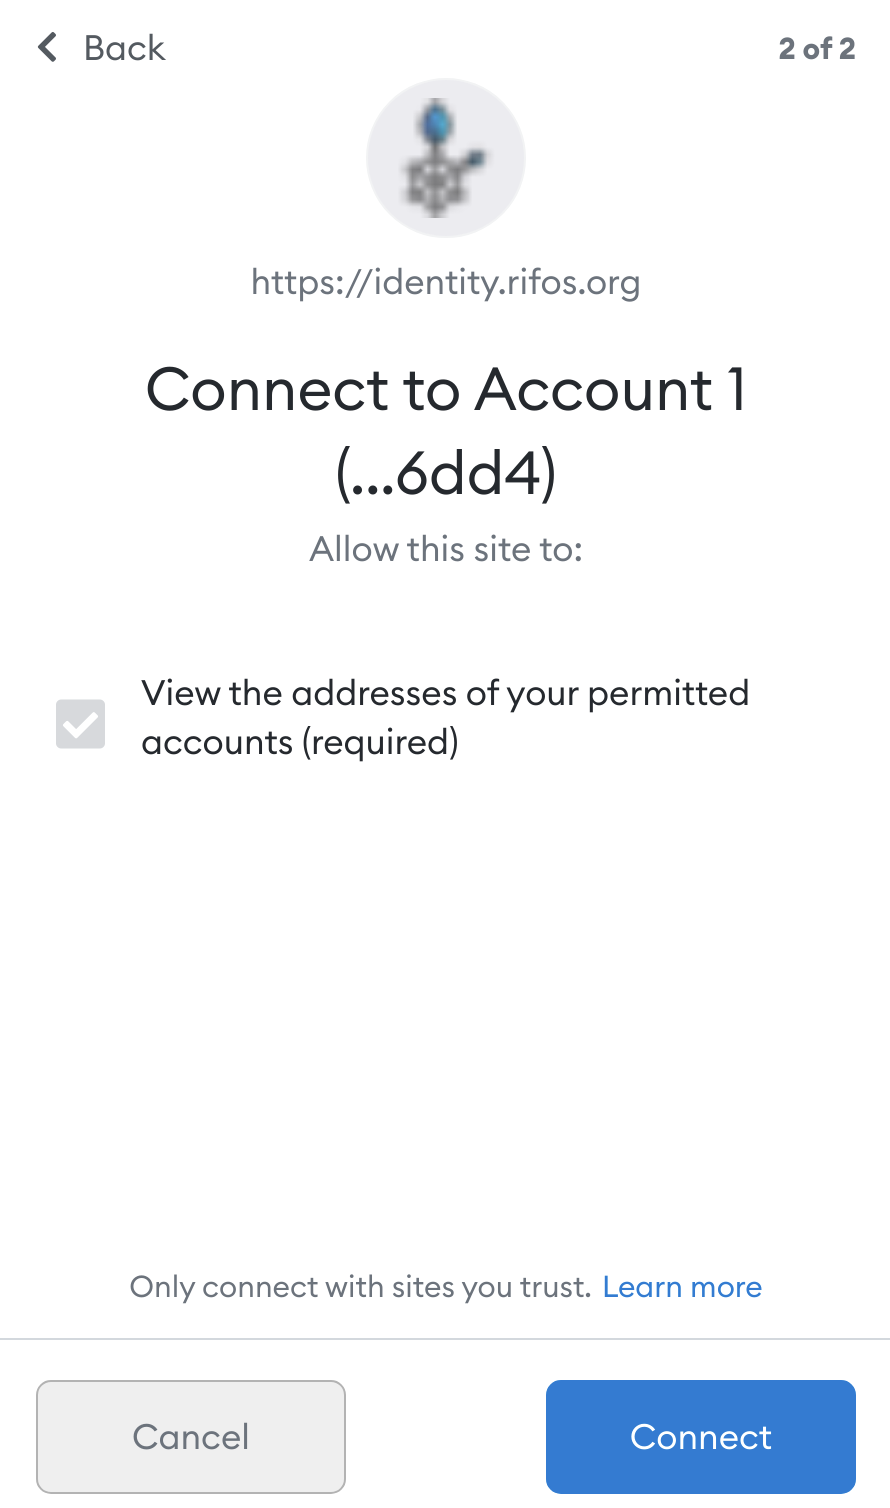 Back
2 of 2
https://identity.rifos.org
Connect to Account 1
(...6dd4)
Allow this site to:
View the addresses of your permitted
accounts (required)
Only connect with sites you trust. Learn more
Cancel
Connect